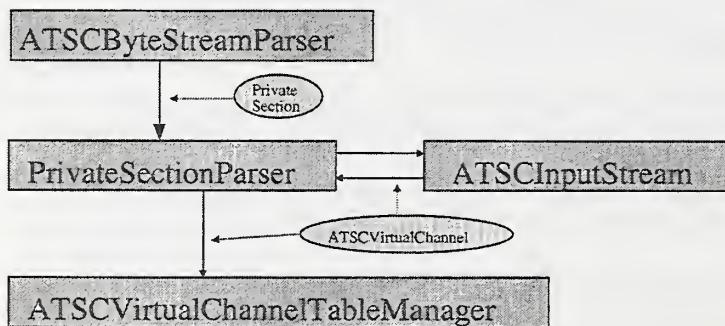 ATSCByteStreamParser
Private
Section
PrivateSectionParser
ATSCInputStream
ATSCVirtualChannel
ATSCVirtualChannelTableManager